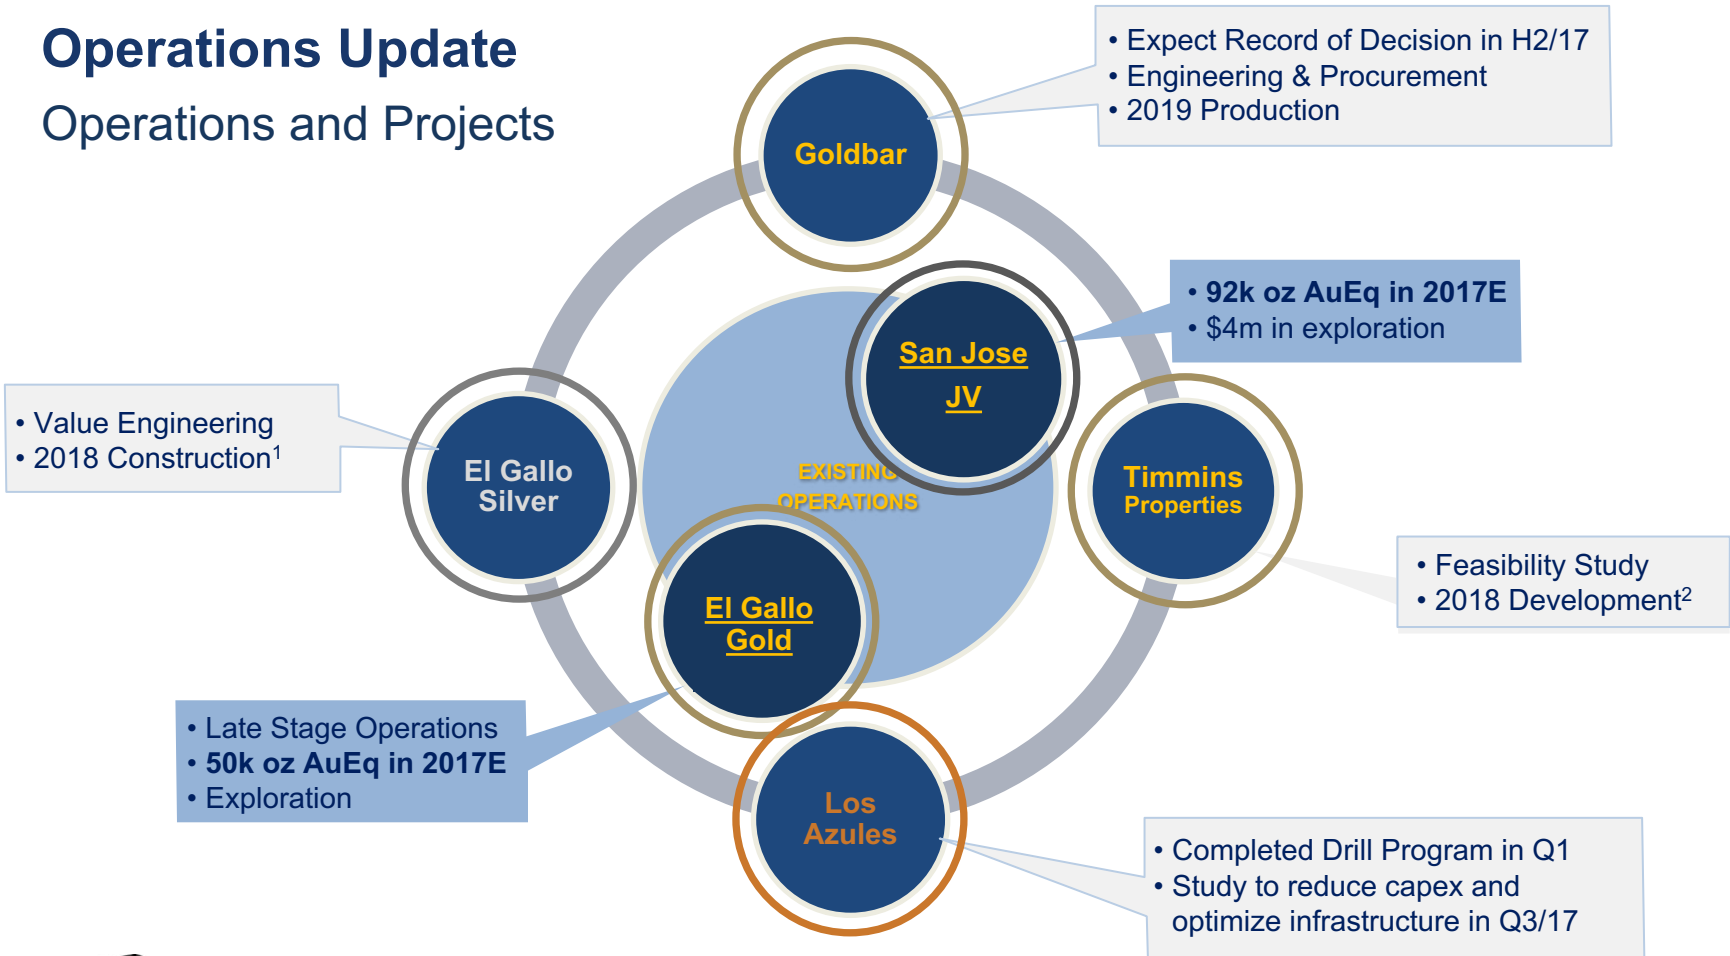 Operations Update
Operations and Projects
• Expect Record of Decision in H2/17
• Engineering & Procurement
• 2019 Production
Goldbar
• 92k oz AuEq in 2017E
• $4m in exploration
San Jose
JV
• Value Engineering
• 2018 Construction1
El Gallo
Silver
EXISTING
OPERATIONS
Timmins
Properties
• Feasibility Study
• 2018 Development2
El Gallo
Gold
• Late Stage Operations
• 50k oz AuEq in 2017E
• Exploration
Los
Azules
• Completed Drill Program in Q1
• Study to reduce capex and
optimize infrastructure in Q3/17